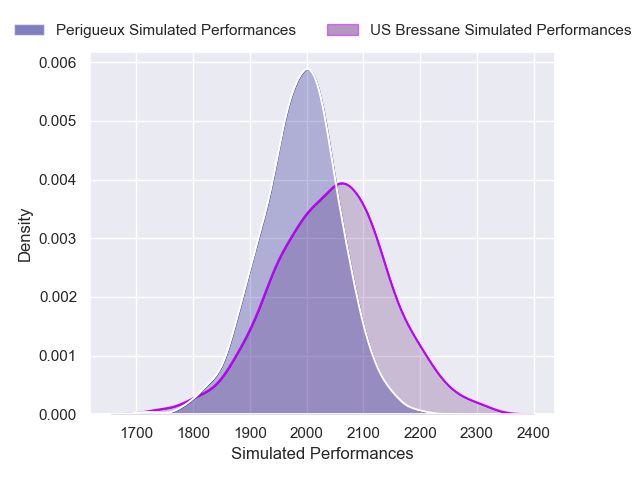 Perigueux Simulated Performances
US Bressane Simulated Performances
0.006
0.005
0.004
0.003
0.002
0.001
0.000
Density
1700 1800 1900 2000 2100 2200 2300 2400
Simulated Performances